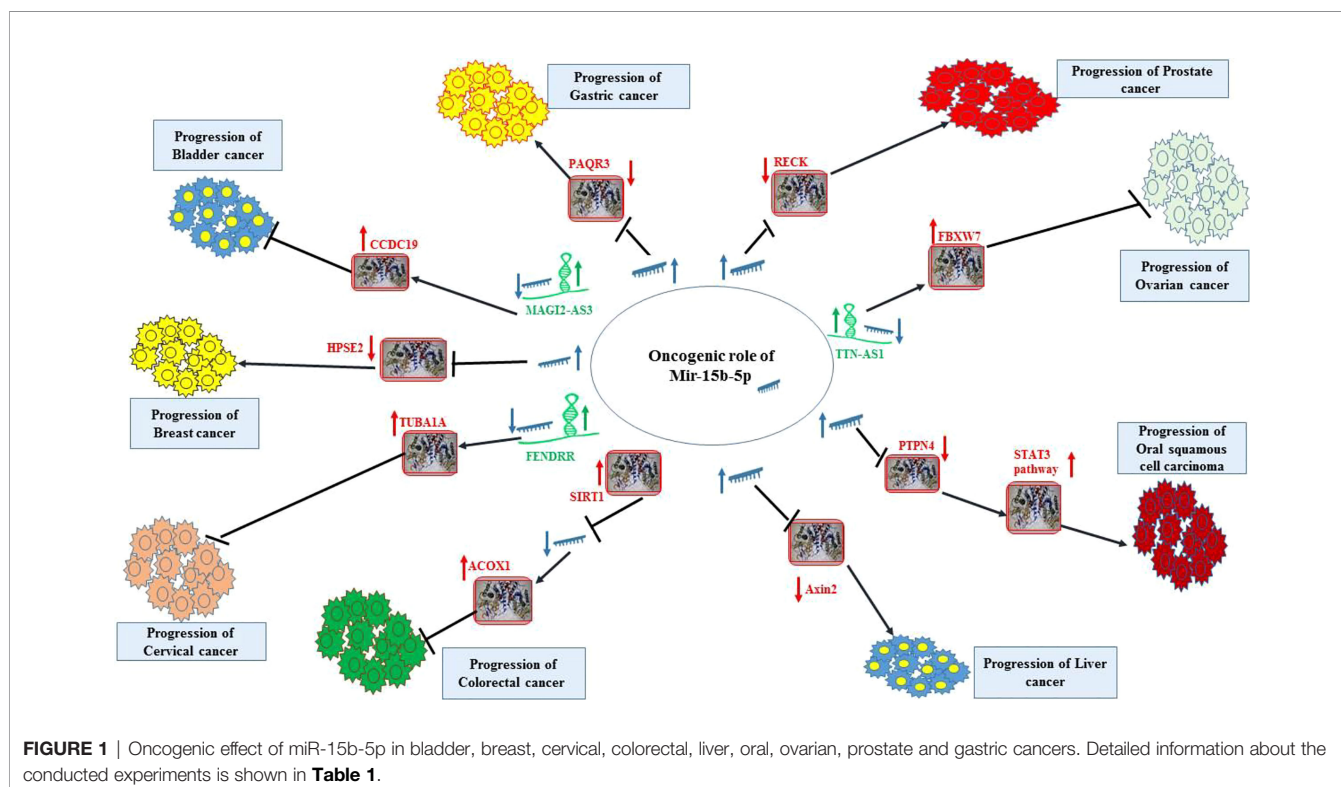 Progression of
Gastric cancer
Progression of Prostate
cancer
Progression of
Bladder cancer
PAQR3
RECK
CCDC19
FBXW7
Progression of
Ovarian cancer
MAGI2-AS3
TTN-AS1
HPSE2
Oncogenic role of
Mir-15b-5p
Progression of
Breast cancer
TUBA1A
FENDRR
PTPN4
STAT3
pathway
Progression of
Oral squamous
cell carcinoma
SIRT1
ACOX1
Axin2
Progression of
Cervical cancer
Progression of
Colorectal cancer
Progression of Liver
cancer
FIGURE 1 | Oncogenic effect of miR-15b-5p in bladder, breast, cervical, colorectal, liver, oral, ovarian, prostate and gastric cancers. Detailed information about the
conducted experiments is shown in Table 1.